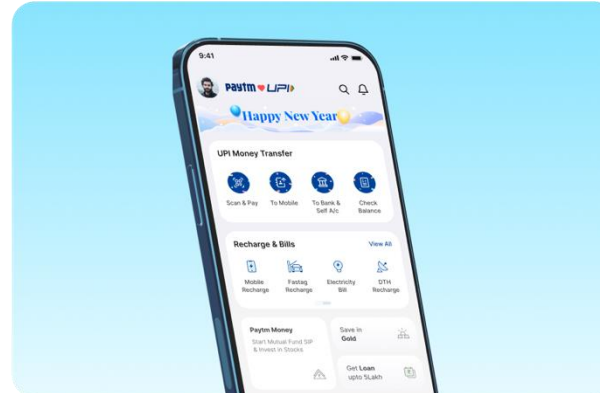 9:41
paytm UPI
Happy New Year
UPI Money Transfer
Scan & Pay
To Mobile
To Bank &
Self A/c
Check
Balance
Recharge & Bills
View All
Mobile
Recharge
Fastag
Recharge
Electricity
Bill
DTH
Recharge
Paytm Money
Start Mutual Fund SIP
& Invest in Stocks
Save in
Gold
Get Loan
upto 5Lakh